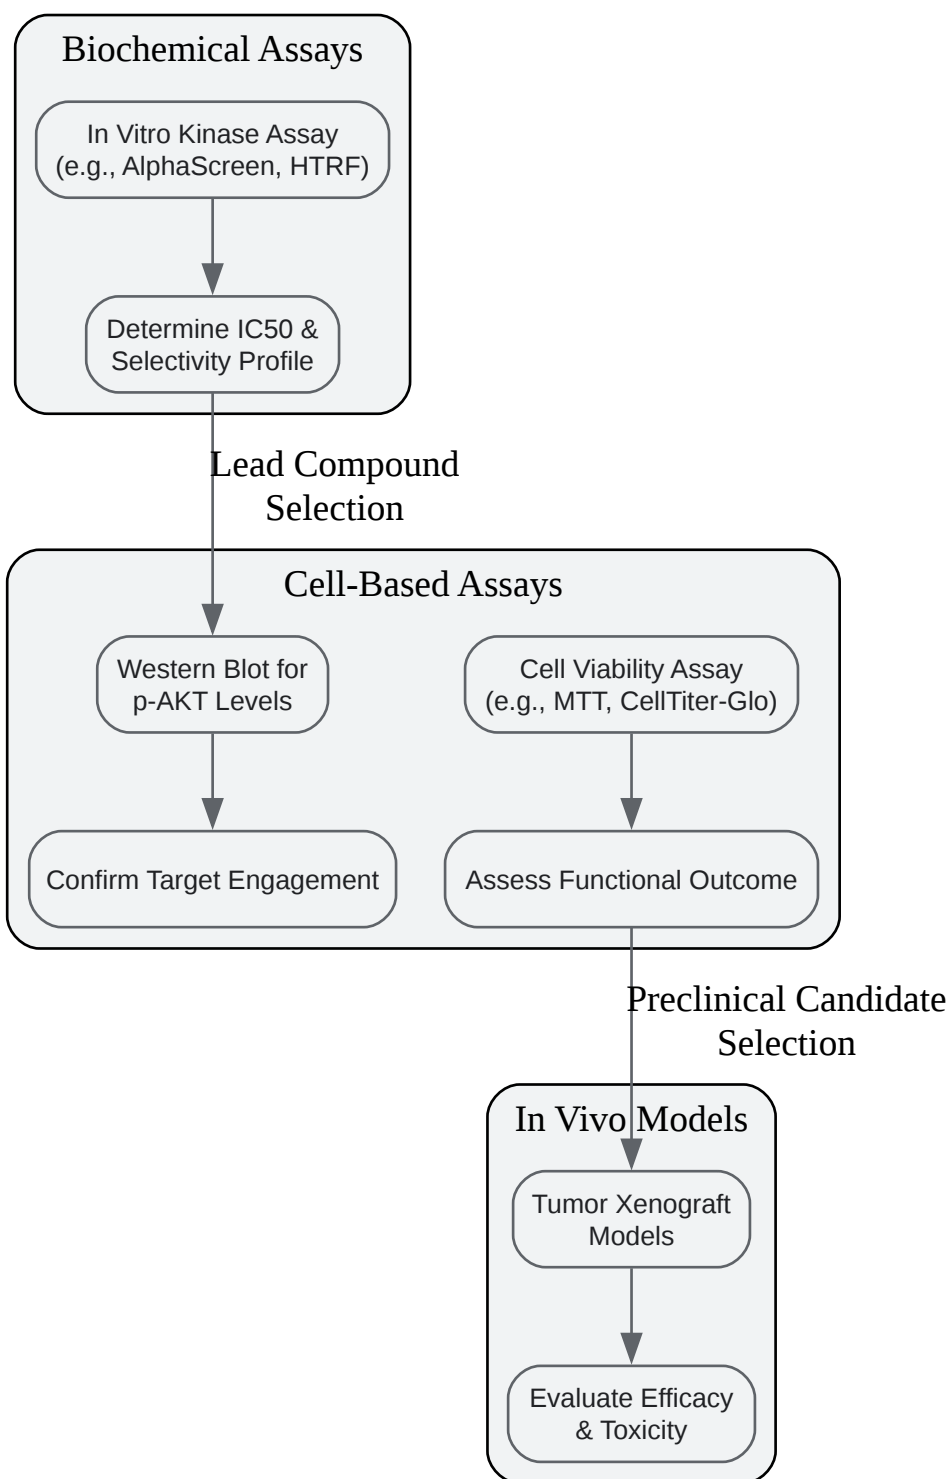 Biochemical Assays
In Vitro Kinase Assay
(e.g., AlphaScreen, HTRF)
Determine IC50 &
Selectivity Profile
Lead Compound
Selection
Cell-Based Assays
Western Blot for
p-AKT Levels
Cell Viability Assay
(e.g., MTT, CellTiter-Glo)
Confirm Target Engagement
Assess Functional Outcome
Preclinical Candidate
Selection
In Vivo Models
Tumor Xenograft
Models
Evaluate Efficacy
& Toxicity